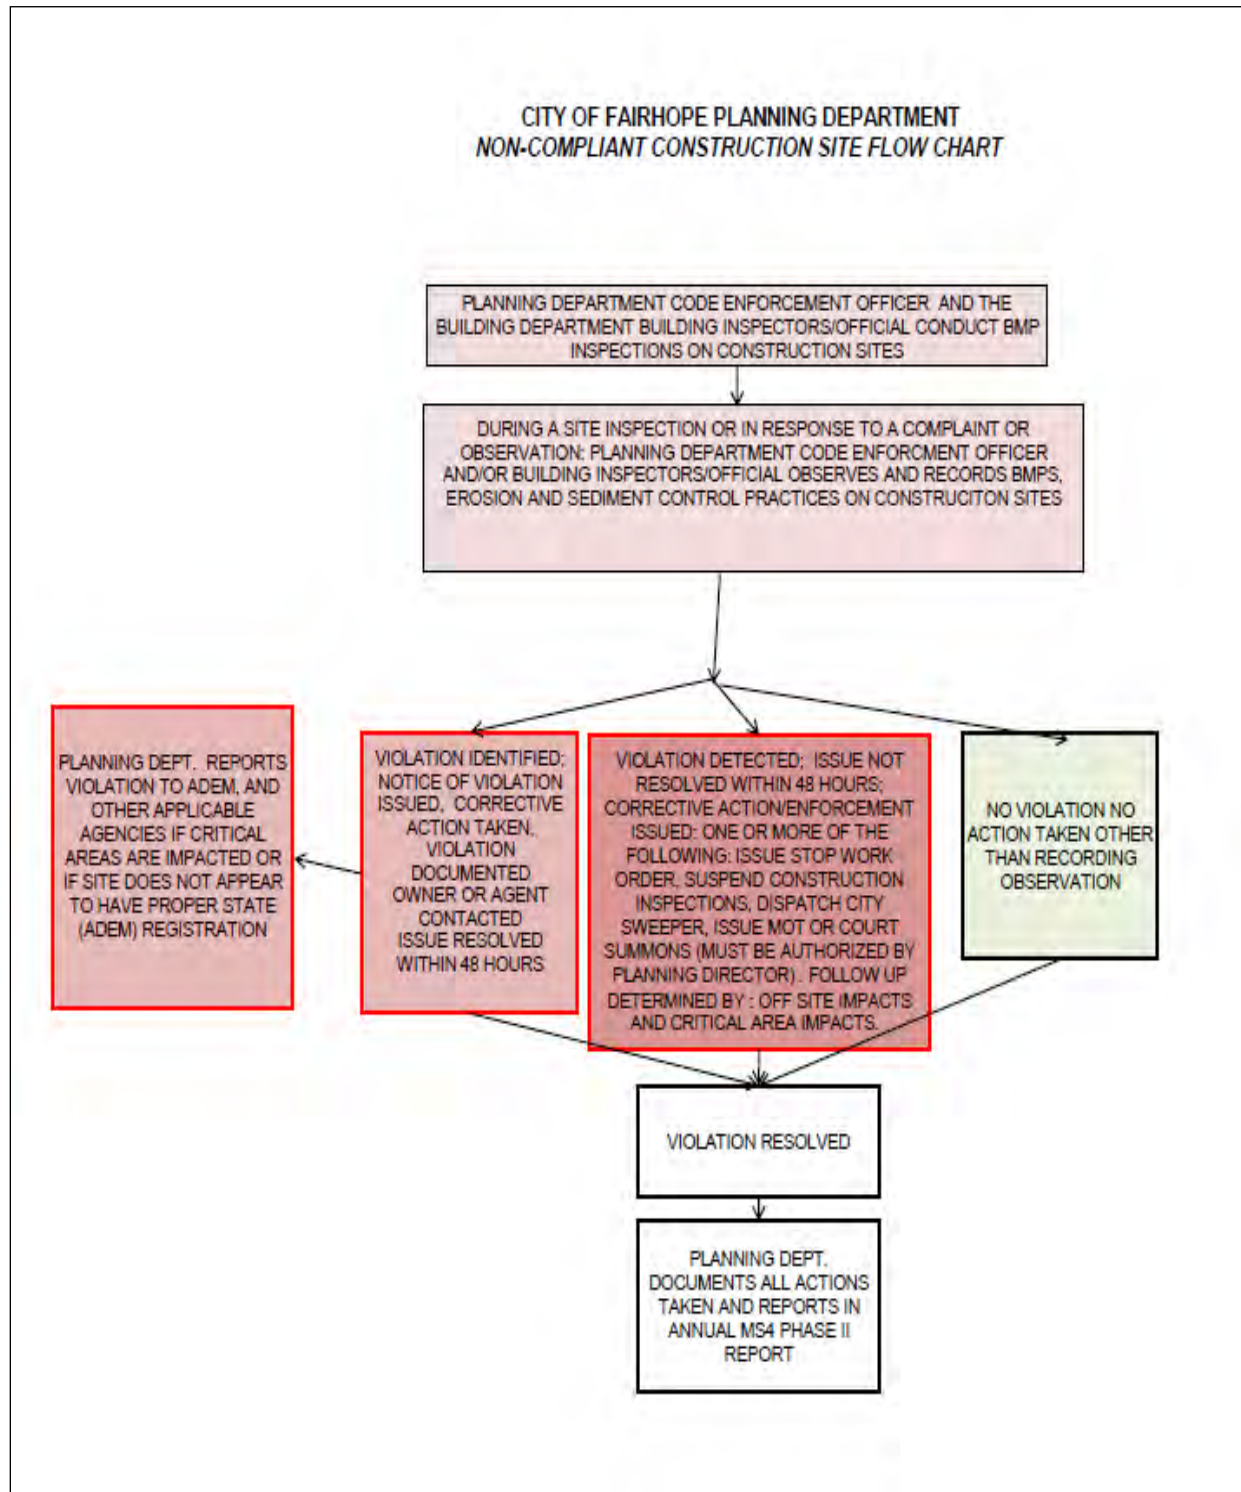 CITY OF FAIRHOPE PLANNING DEPARTMENT
NON-COMPLIANT CONSTRUCTION SITE FLOW CHART
PLANNING DEPARTMENT CODE ENFORCEMENT OFFICER AND THE
BUILDING DEPARTMENT BUILDING INSPECTORS/OFFICIAL CONDUCT BMP
INSPECTIONS ON CONSTRUCTION SITES
DURING A SITE INSPECTION OR IN RESPONSE TO A COMPLAINT OR
OBSERVATION: PLANNING DEPARTMENT CODE ENFORCMENT OFFICER
AND/OR BUILDING INSPECTORS/OFFICIAL OBSERVES AND RECORDS BMPS,
EROSION AND SEDIMENT CONTROL PRACTICES ON CONSTRUCITON SITES
PLANNING DEPT. REPORTS
VIOLATION TO ADEM, AND
OTHER APPLICABLE
AGENCIES IF CRITICAL
AREAS ARE IMPACTED OR
IF SITE DOES NOT APPEAR
TO HAVE PROPER STATE
(ADEM) REGISTRATION
VIOLATION IDENTIFIED;
NOTICE OF VIOLATION
ISSUED, CORRECTIVE
ACTION TAKEN,
VIOLATION
DOCUMENTED
OWNER OR AGENT
CONTACTED
ISSUE RESOLVED
WITHIN 48 HOURS
VIOLATION DETECTED; ISSUE NOT
RESOLVED WITHIN 48 HOURS;
CORRECTIVE ACTION/ENFORCEMENT
ISSUED: ONE OR MORE OF THE
FOLLOWING: ISSUE STOP WORK
ORDER, SUSPEND CONSTRUCTION
INSPECTIONS, DISPATCH CITY
SWEEPER, ISSUE MOT OR COURT
SUMMONS (MUST BE AUTHORIZED BY
PLANNING DIRECTOR) . FOLLOW UP
DETERMINED BY : OFF SITE IMPACTS
AND CRITICAL AREA IMPACTS.
NO VIOLATION NO
ACTION TAKEN OTHER
THAN RECORDING
OBSERVATION
VIOLATION RESOLVED
PLANNING DEPT.
DOCUMENTS ALL ACTIONS
TAKEN AND REPORTS IN
ANNUAL MS4 PHASE II
REPORT